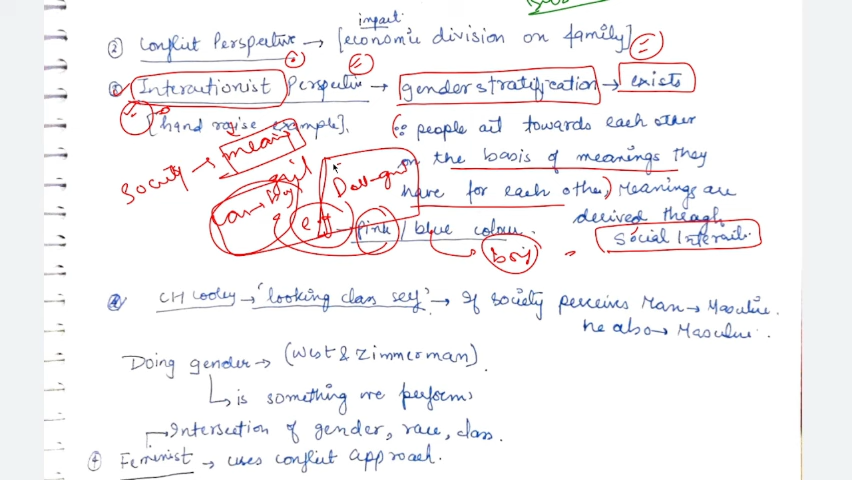 impact
② Conflict Perspective → [economic division on family]
③ Interactionist Perspective → gender stratification → exists
[hand raise example]. (∵ people act towards each other
Society → meaning on the basis of meanings they
Car → Boy Doll - girl have for each other) Meanings are
derived though
pink / blue colour boy Social Interacti.
CH Cooley → 'looking class self' → If society perceives Man → Masculine.
he also → Masculine.
Doing gender → (West & Zimmerman).
↳ is something we perform.
→ Intersection of gender, race, class.
④ Feminist → uses conflict approach.